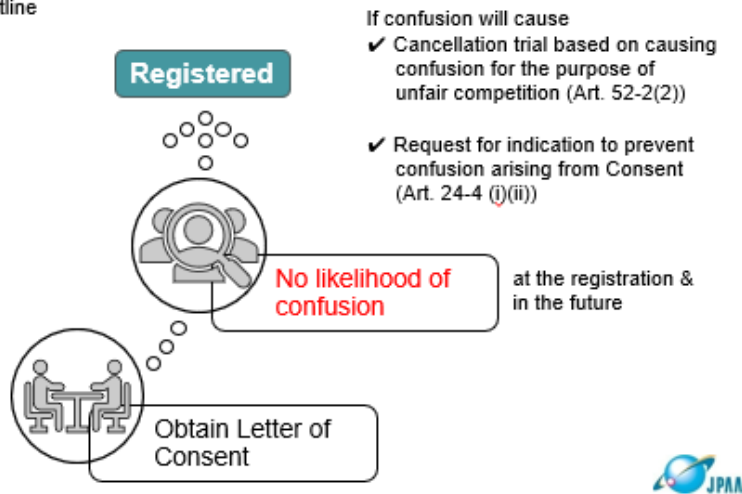 tline
If confusion will cause
✔ Cancellation trial based on causing
confusion for the purpose of
unfair competition (Art. 52-2(2))
Registered
✔ Request for indication to prevent
confusion arising from Consent
(Art. 24-4 (i)(ii))
No likelihood of
confusion
at the registration &
in the future
Obtain Letter of
Consent
JPAA